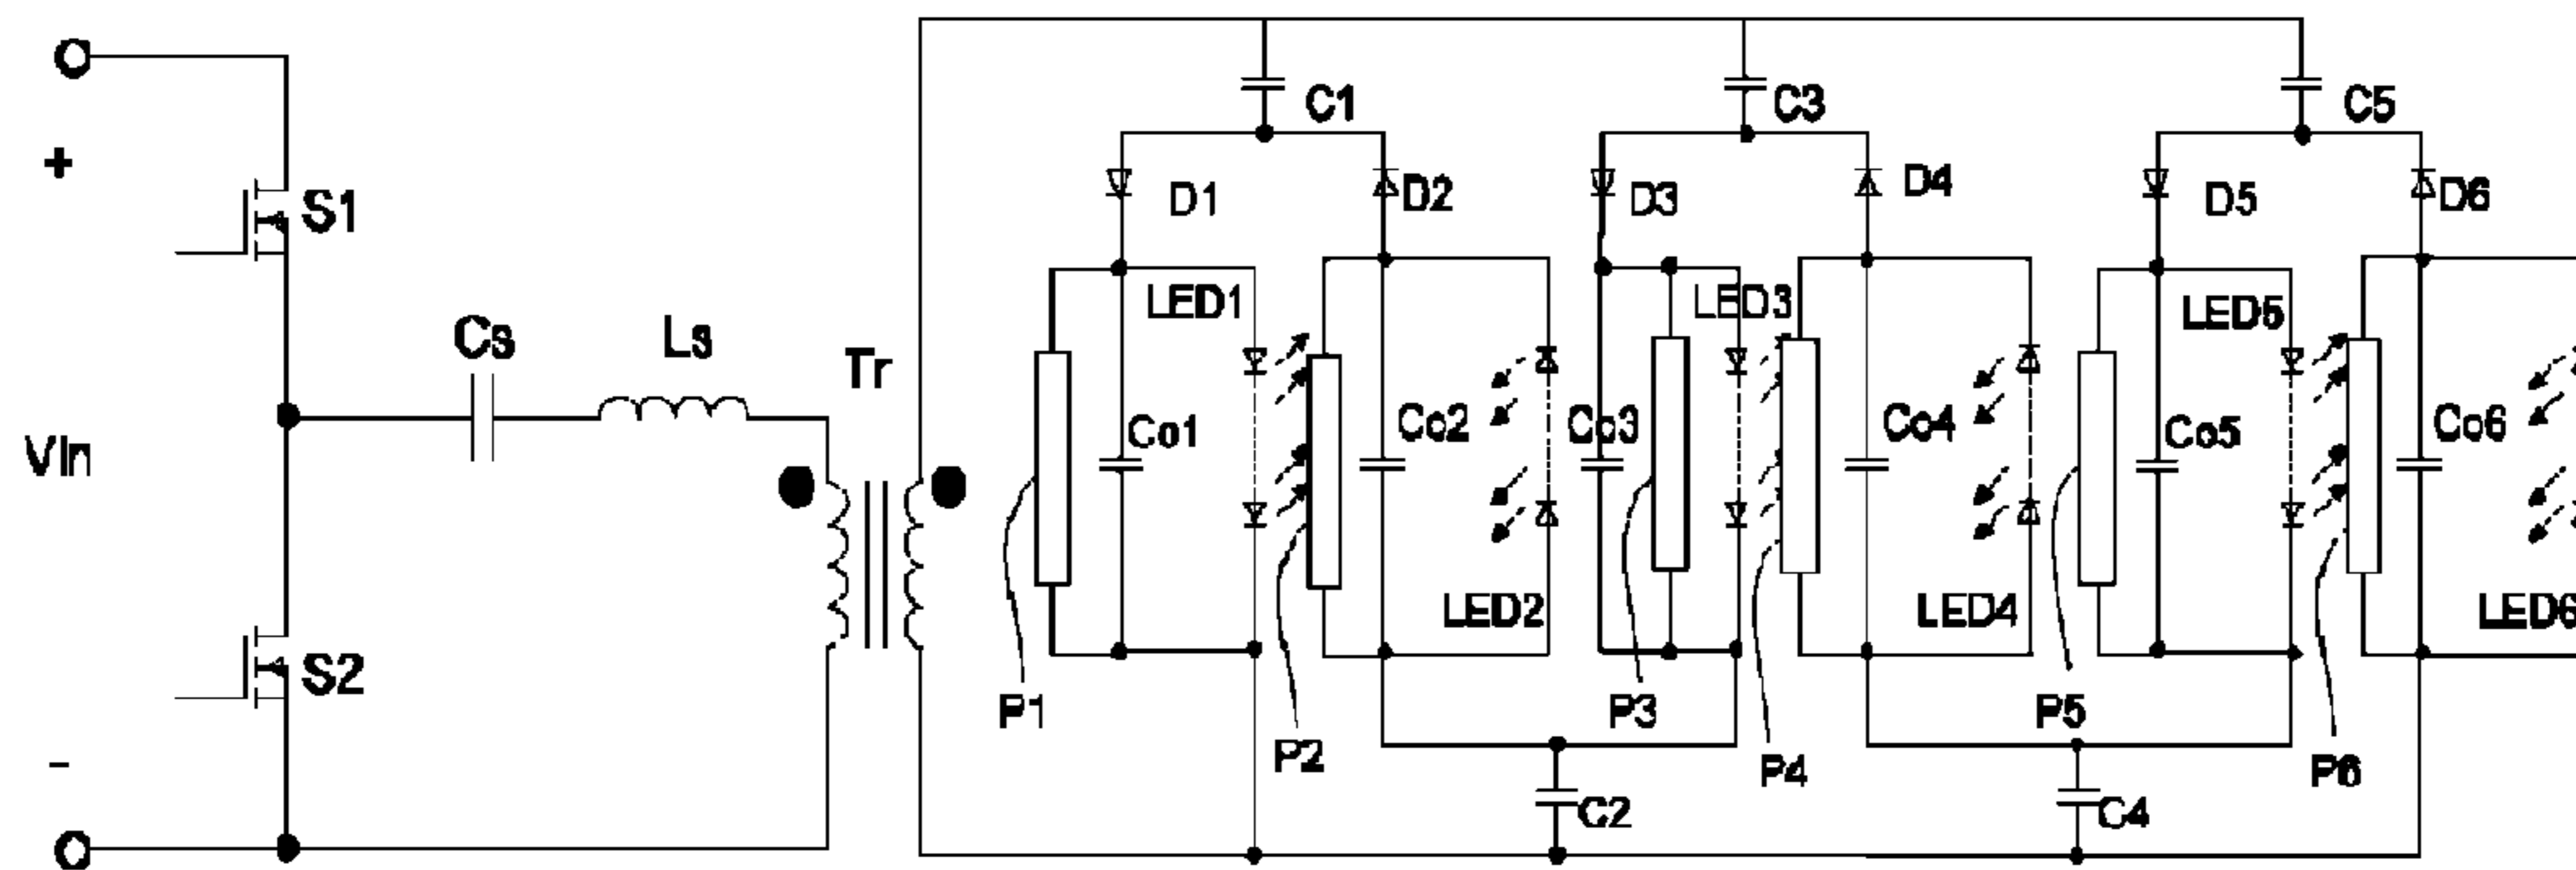 C1 C3 C5
+ D1 D2 D3 D4 D5 D6
S1
LED1 LED3 LED5
Cs Ls Tr
Vin Co1 Co2 Co3 Co4 Co5 Co6
LED2 LED4 LED6
S2
P1 P3 P5
- P2 P4 P6
C2 C4